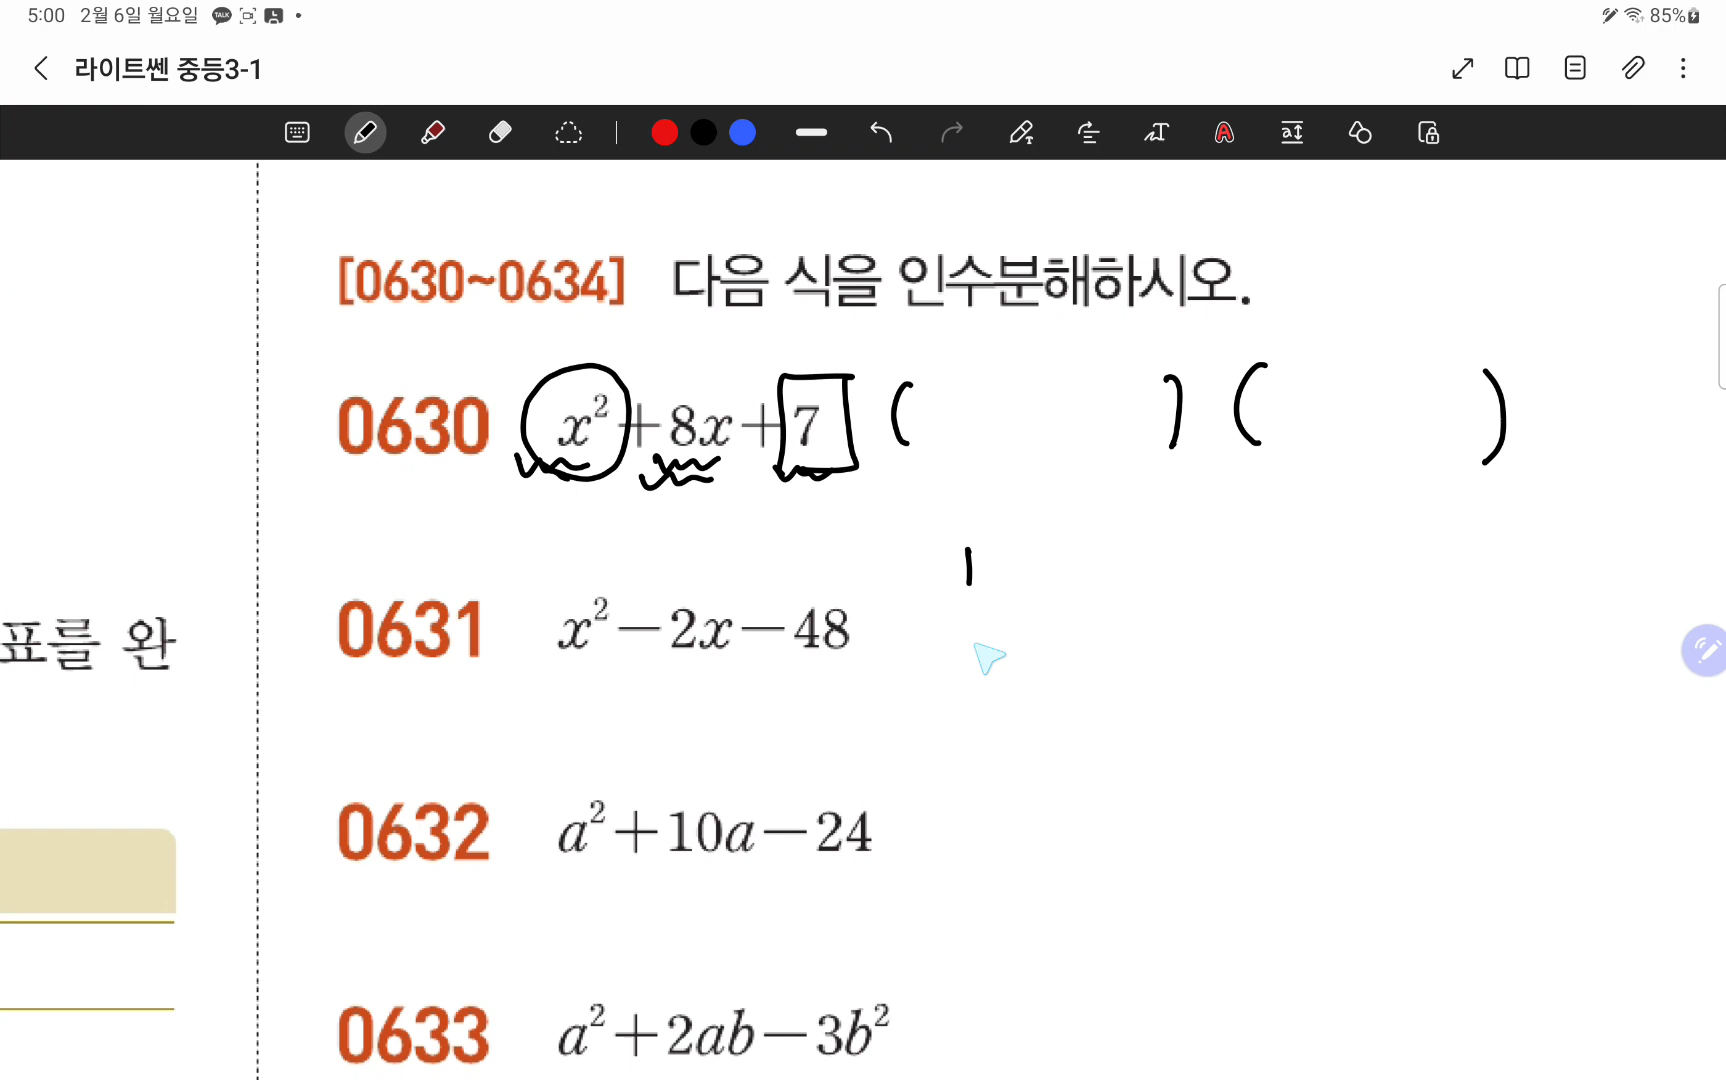 5:00 2월 6일 월요일 TALK 85%
라이트쎈 중등3-1
[0630~0634] 다음 식을 인수분해하시오.
0630 x²+8x+7 ( ) ( )
1
0631 x²-2x-48
표를 완
0632 a²+10a-24
0633 a²+2ab-3b²